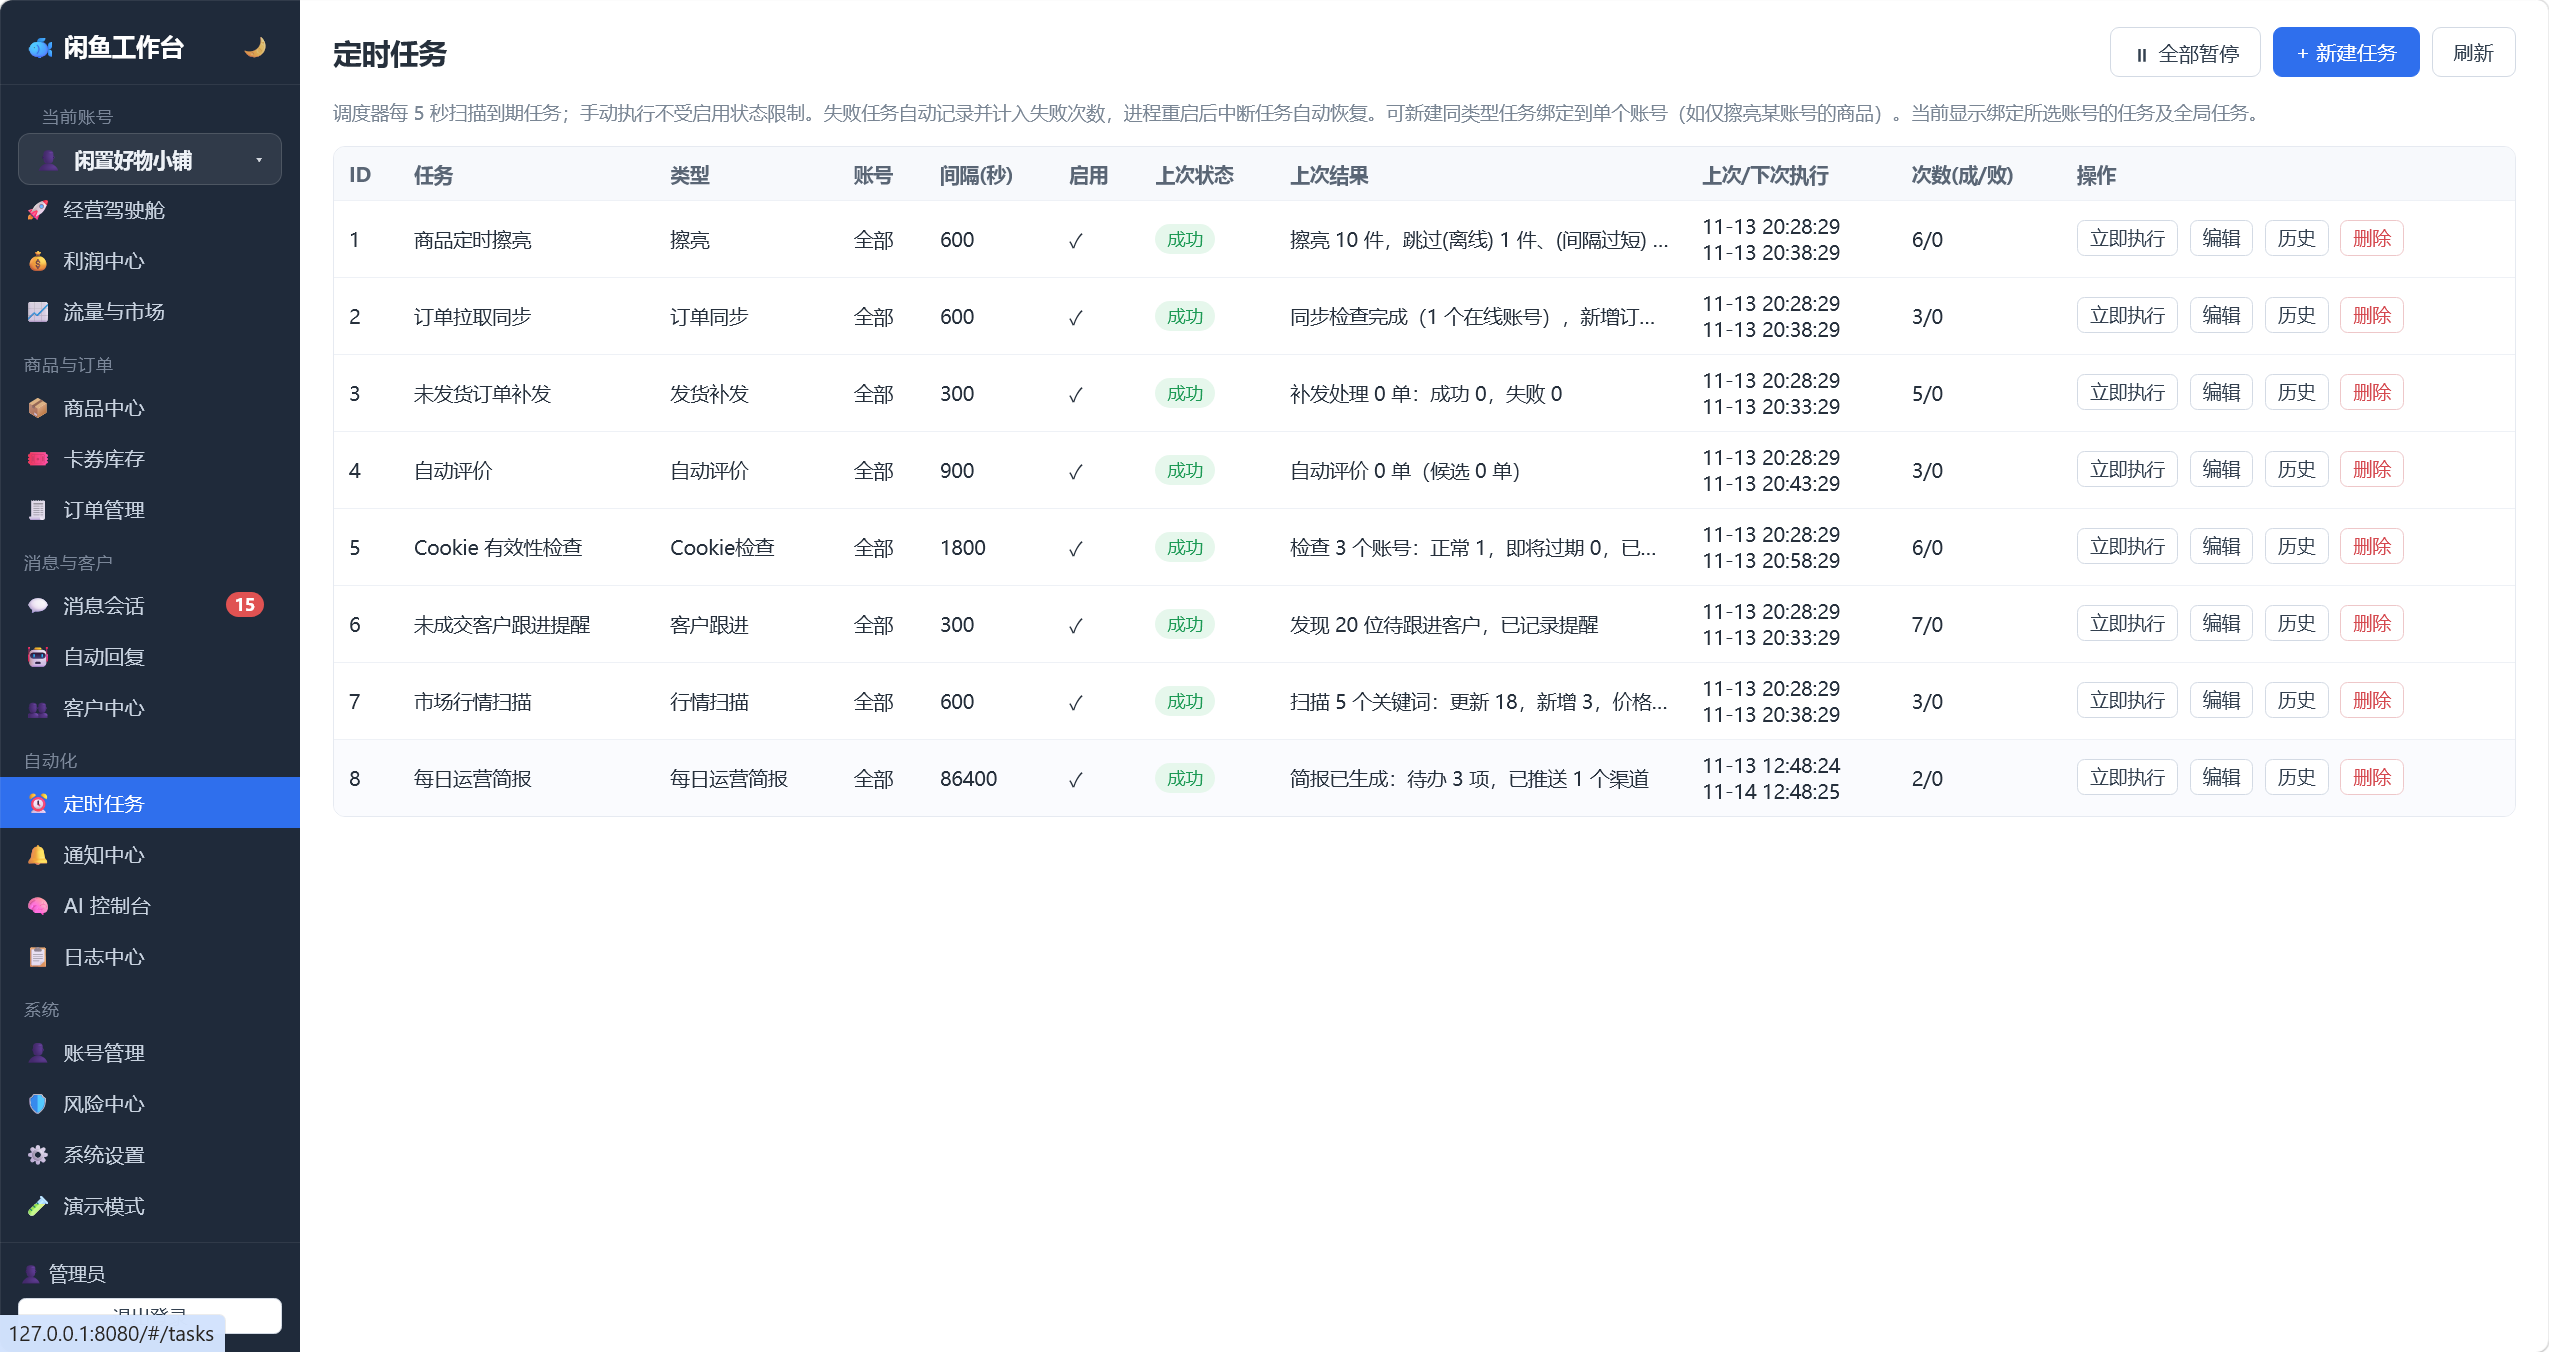 闲鱼工作台
当前账号
闲置好物小铺
经营驾驶舱
利润中心
流量与市场
商品与订单
商品中心
卡券库存
订单管理
消息与客户
消息会话 15
自动回复
客户中心
自动化
定时任务
通知中心
AI 控制台
日志中心
系统
账号管理
风险中心
系统设置
演示模式
管理员
127.0.0.1:8080/#/tasks
定时任务
全部暂停 + 新建任务 刷新
调度器每 5 秒扫描到期任务；手动执行不受启用状态限制。失败任务自动记录并计入失败次数，进程重启后中断任务自动恢复。可新建同类型任务绑定到单个账号（如仅擦亮某账号的商品）。当前显示绑定所选账号的任务及全局任务。
ID 任务 类型 账号 间隔(秒) 启用 上次状态 上次结果 上次/下次执行 次数(成/败) 操作
1 商品定时擦亮 擦亮 全部 600 ✓ 成功 擦亮 10 件，跳过(离线) 1 件、(间隔过短) ... 11-13 20:28:29 6/0 立即执行 编辑 历史 删除
11-13 20:38:29
2 订单拉取同步 订单同步 全部 600 ✓ 成功 同步检查完成（1 个在线账号），新增订... 11-13 20:28:29 3/0 立即执行 编辑 历史 删除
11-13 20:38:29
3 未发货订单补发 发货补发 全部 300 ✓ 成功 补发处理 0 单：成功 0，失败 0 11-13 20:28:29 5/0 立即执行 编辑 历史 删除
11-13 20:33:29
4 自动评价 自动评价 全部 900 ✓ 成功 自动评价 0 单（候选 0 单） 11-13 20:28:29 3/0 立即执行 编辑 历史 删除
11-13 20:43:29
5 Cookie 有效性检查 Cookie检查 全部 1800 ✓ 成功 检查 3 个账号：正常 1，即将过期 0，已... 11-13 20:28:29 6/0 立即执行 编辑 历史 删除
11-13 20:58:29
6 未成交客户跟进提醒 客户跟进 全部 300 ✓ 成功 发现 20 位待跟进客户，已记录提醒 11-13 20:28:29 7/0 立即执行 编辑 历史 删除
11-13 20:33:29
7 市场行情扫描 行情扫描 全部 600 ✓ 成功 扫描 5 个关键词：更新 18，新增 3，价格... 11-13 20:28:29 3/0 立即执行 编辑 历史 删除
11-13 20:38:29
8 每日运营简报 每日运营简报 全部 86400 ✓ 成功 简报已生成：待办 3 项，已推送 1 个渠道 11-13 12:48:24 2/0 立即执行 编辑 历史 删除
11-14 12:48:25